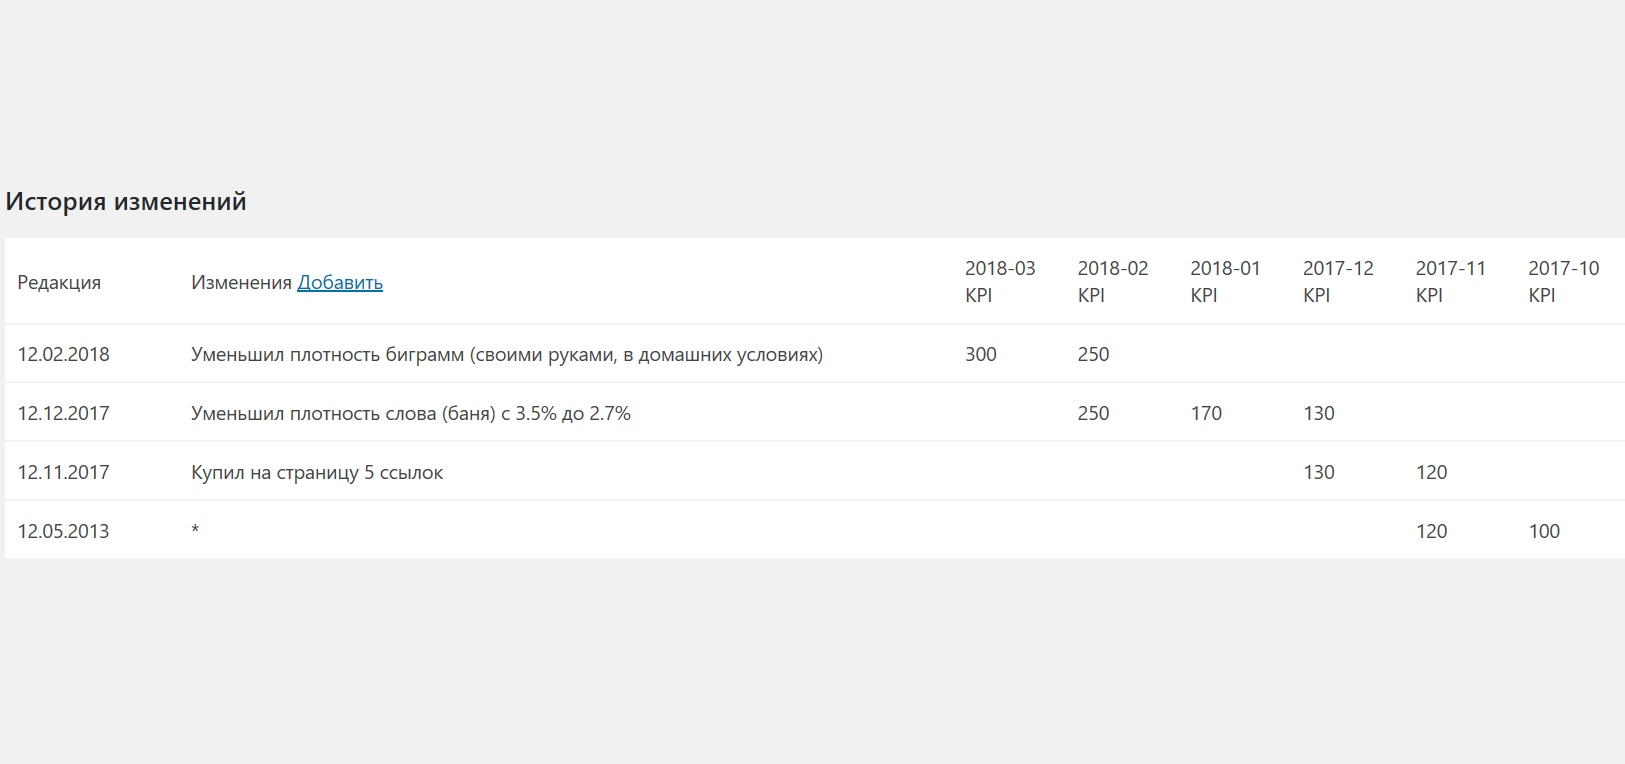 История изменений
Редакция Изменения Добавить 2018-03 KPI 2018-02 KPI 2018-01 KPI 2017-12 KPI 2017-11 KPI 2017-10 KPI
12.02.2018 Уменьшил плотность биграмм (своими руками, в домашних условиях) 300 250
12.12.2017 Уменьшил плотность слова (баня) с 3.5% до 2.7% 250 170 130
12.11.2017 Купил на страницу 5 ссылок 130 120
12.05.2013 * 120 100